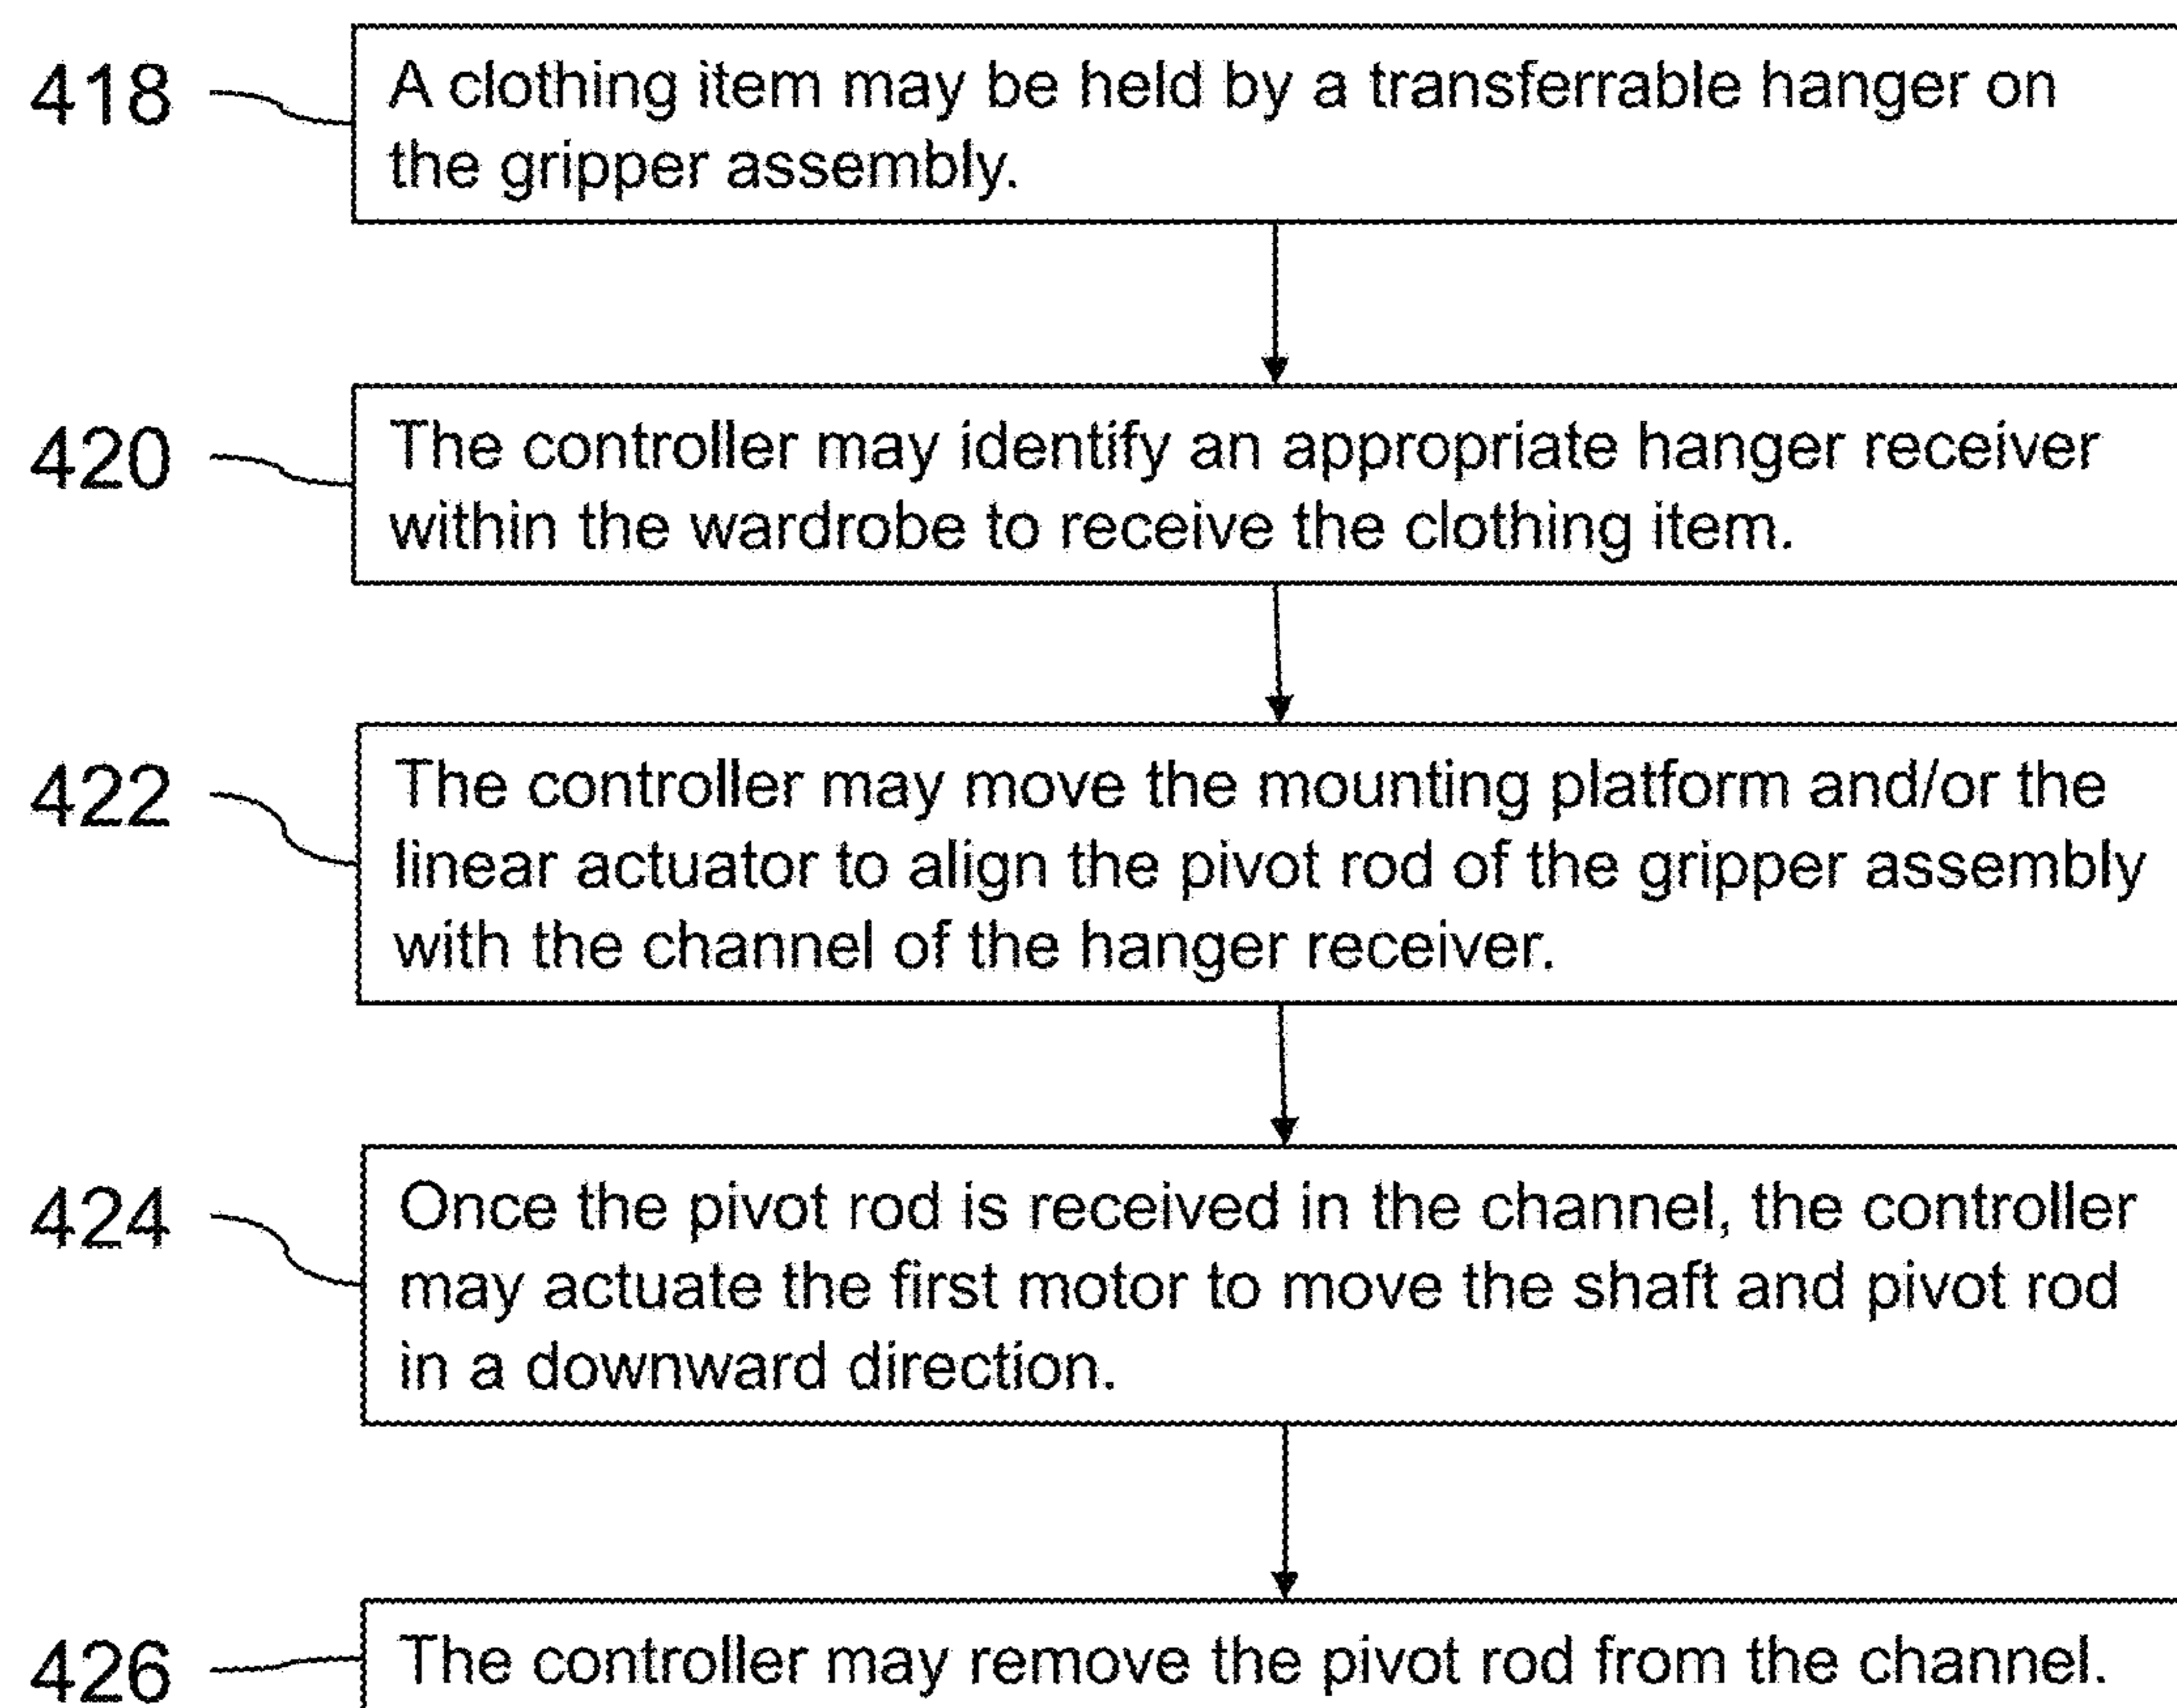 418
A clothing item may be held by a transferrable hanger on
the gripper assembly.
420
The controller may identify an appropriate hanger receiver
within the wardrobe to receive the clothing item.
422
The controller may move the mounting platform and/or the
linear actuator to align the pivot rod of the gripper assembly
with the channel of the hanger receiver.
424
Once the pivot rod is received in the channel, the controller
may actuate the first motor to move the shaft and pivot rod
in a downward direction.
426
The controller may remove the pivot rod from the channel.